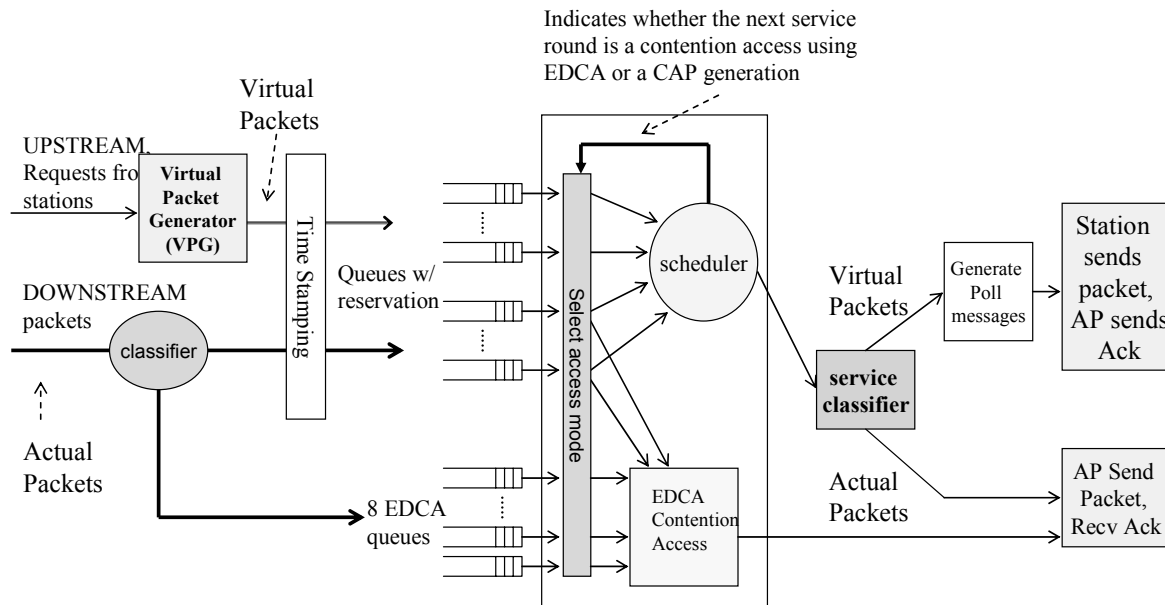 Indicates whether the next service
round is a contention access using
EDCA or a CAP generation
Virtual
Packets
UPSTREAM,
Requests fro
stations
Virtual
Packet
Generator
(VPG)
Time Stamping
Queues w/
reservation
DOWNSTREAM
packets
classifier
Actual
Packets
8 EDCA
queues
Select access mode
scheduler
EDCA
Contention
Access
service
classifier
Virtual
Packets
Generate
Poll
messages
Station
sends
packet,
AP sends
Ack
Actual
Packets
AP Send
Packet,
Recv Ack